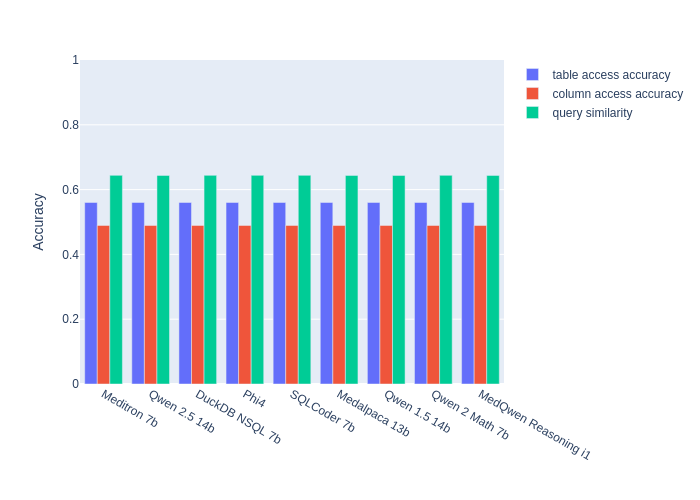 1
0.8
0.6
0.4
0.2
0
Accuracy
Meditron 7b
Qwen 2.5 14b
DuckDB NSQL 7b
Phi4
SQLCoder 7b
Medalpaca 13b
Qwen 1.5 14b
Qwen 2 Math 7b
MedQwen Reasoning i1
table access accuracy
column access accuracy
query similarity